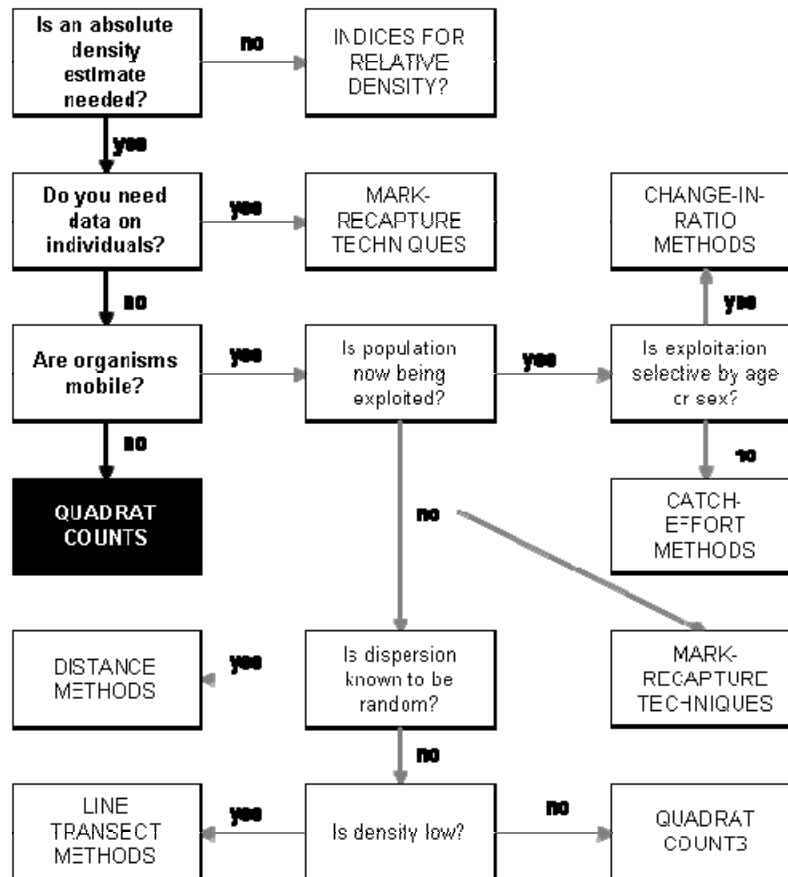 Is an absolute
density
estimate
needed?
no
INDICES FOR
RELATIVE
DENSITY?
yes
Do you need
data on
individuals?
yes
MARK-
RECAPTURE
TECHN QUES
CHANGE-IN-
RATIO
METHODS
no
yes
Are organisms
mobile?
yes
Is population
now being
exploited?
yes
Is exploitation
selective by age
or sex?
no
no
QUADRAT
COUNTS
no
CATCH-
EFFORT
METHODS
DISTANCE
METHODS
yes
Is dispersion
known to be
random?
MARK-
RECAPTURE
TECHNIQUES
no
LINE
TRANSECT
METHODS
yes
Is density low?
no
QUADRAT
COUNTS